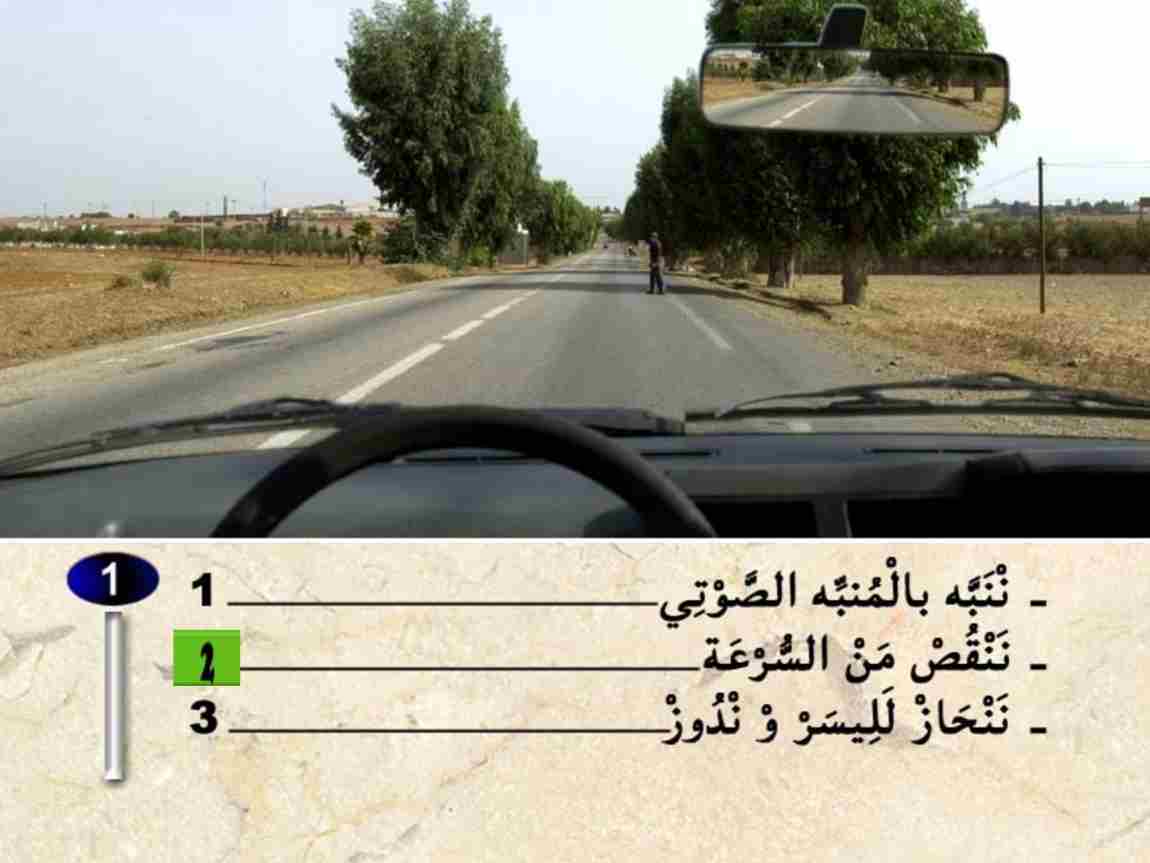 1
- نْنَبَّه بالْمُنبِّه الصَّوْتِي 1
- نَنْقُصْ مَنْ السُّرْعَة 2
- نَنْحَازْ لَلِيسَرْ وْ نْدُوزْ 3